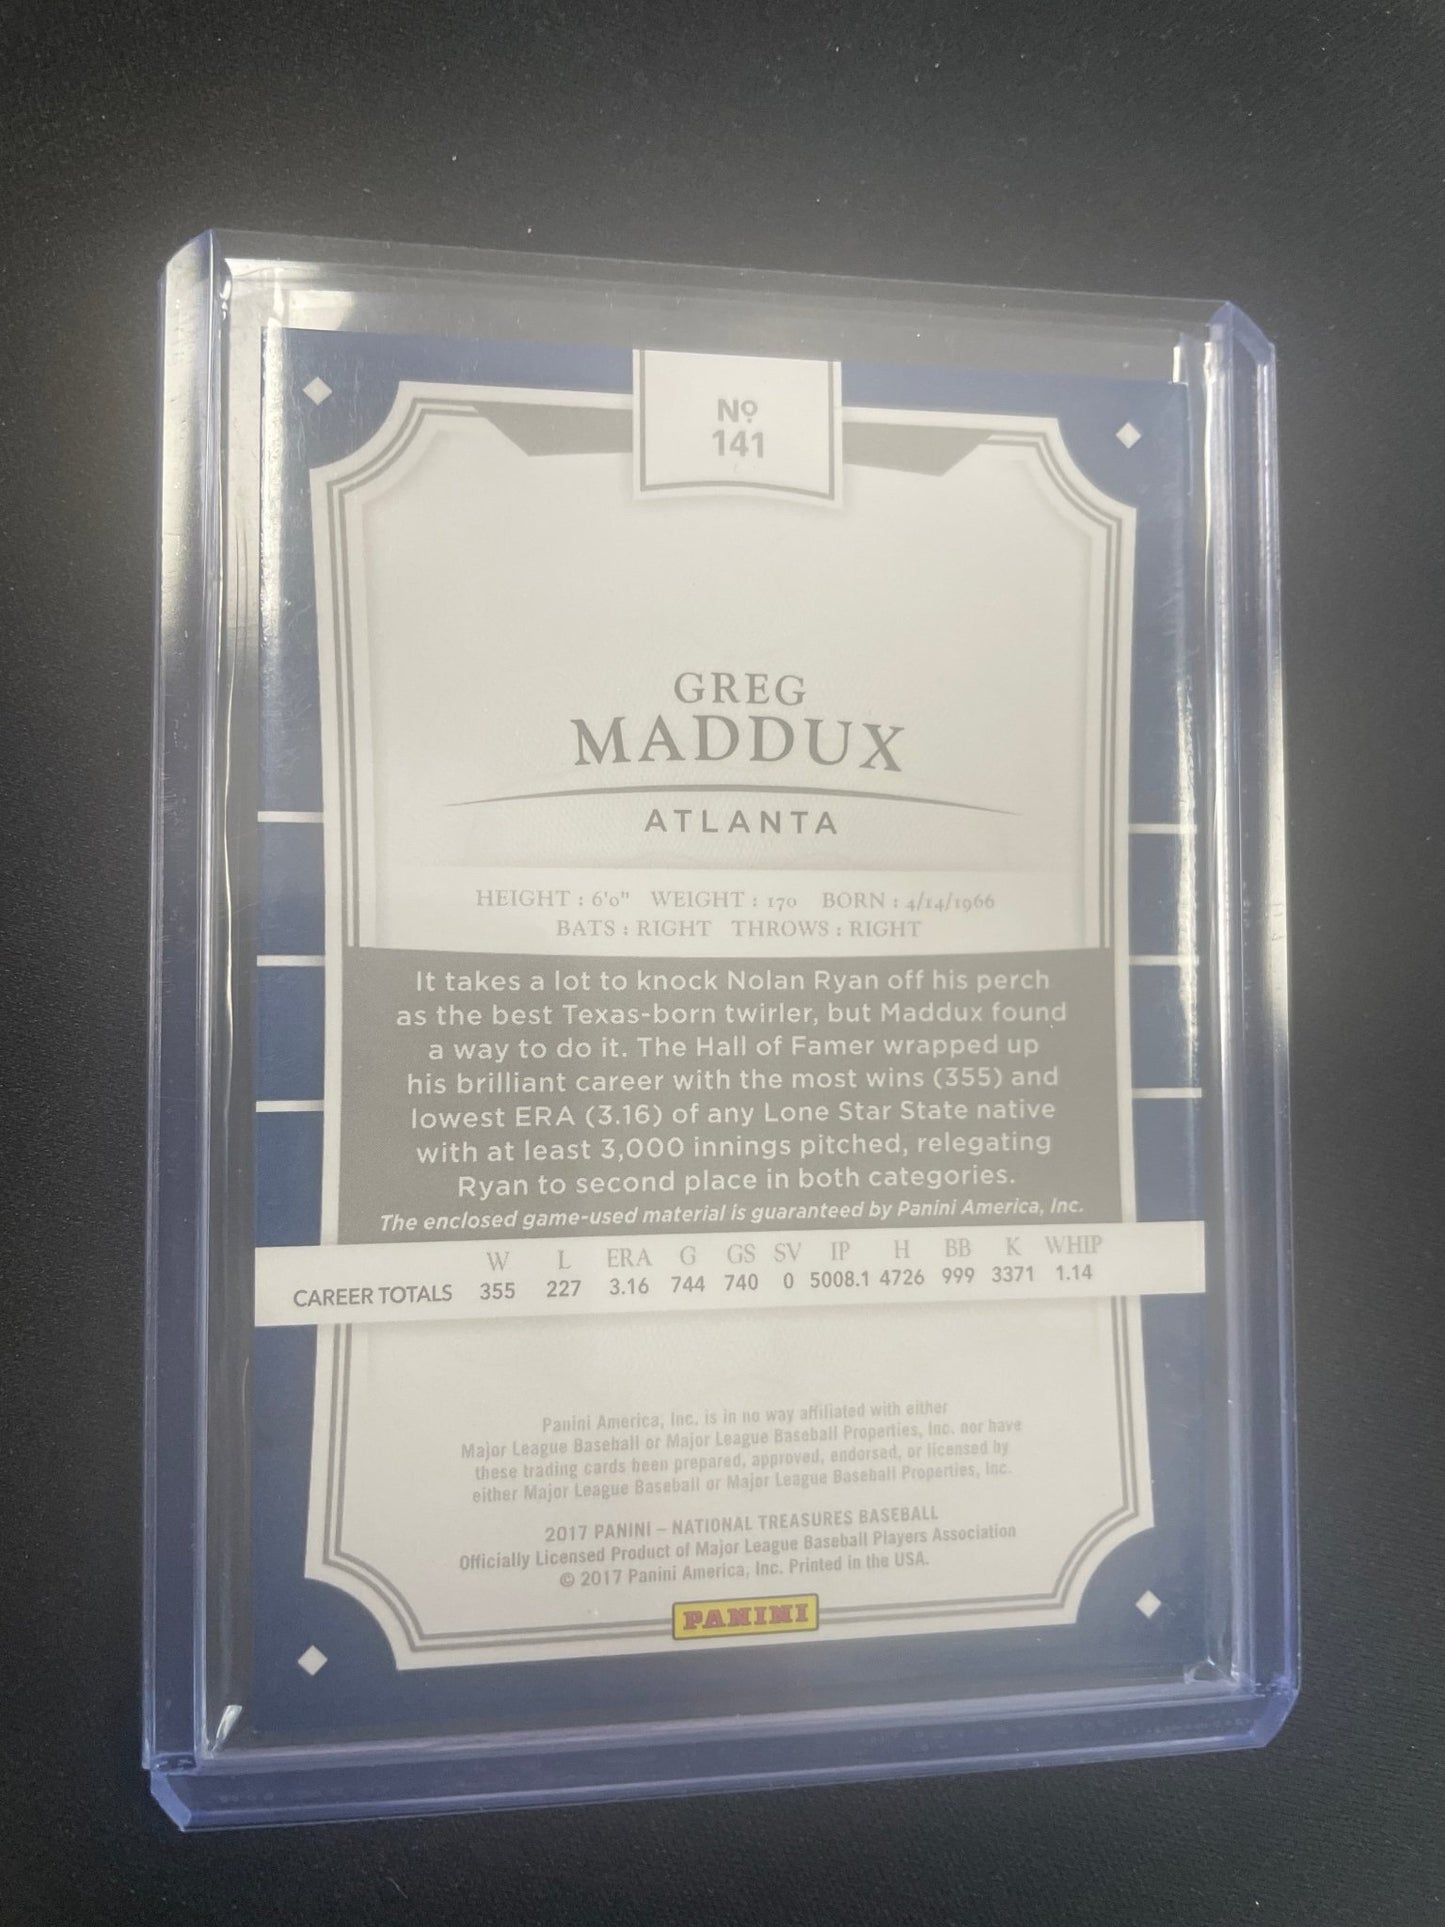 Nº
141
GREG
MADDUX
ATLANTA
HEIGHT : 6'0" WEIGHT : 170 BORN : 4/14/1966
BATS : RIGHT THROWS : RIGHT
It takes a lot to knock Nolan Ryan off his perch
as the best Texas-born twirler, but Maddux found
a way to do it. The Hall of Famer wrapped up
his brilliant career with the most wins (355) and
lowest ERA (3.16) of any Lone Star State native
with at least 3,000 innings pitched, relegating
Ryan to second place in both categories.
The enclosed game-used material is guaranteed by Panini America, Inc.
W L ERA G GS SV IP H BB K WHIP
CAREER TOTALS 355 227 3.16 744 740 0 5008.1 4726 999 3371 1.14
Panini America, Inc. is in no way affiliated with either
Major League Baseball or Major League Baseball Properties, Inc. nor have
these trading cards been prepared, approved, endorsed, or licensed by
either Major League Baseball or Major League Baseball Properties, Inc.
2017 PANINI – NATIONAL TREASURES BASEBALL
Officially Licensed Product of Major League Baseball Players Association
© 2017 Panini America, Inc. Printed in the USA.
PANINI